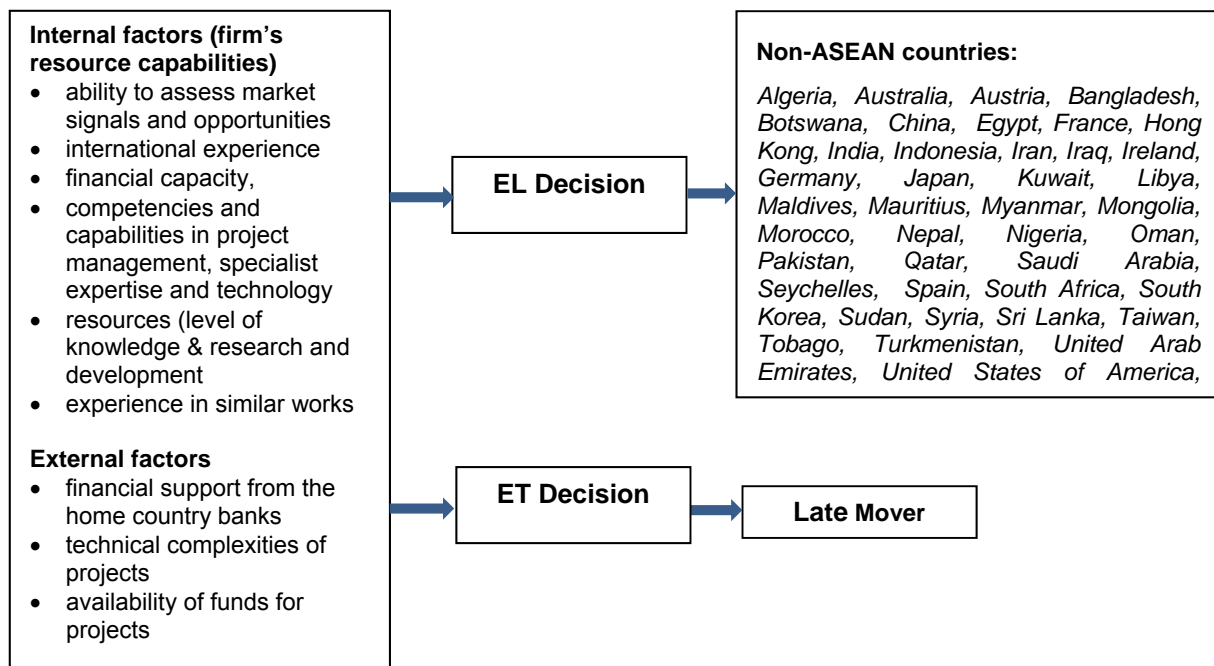 Internal factors (firm's
resource capabilities)
• ability to assess market
signals and opportunities
• international experience
• financial capacity,
• competencies and
capabilities in project
management, specialist
expertise and technology
• resources (level of
knowledge & research and
development
• experience in similar works
External factors
• financial support from the
home country banks
• technical complexities of
projects
• availability of funds for
projects
EL Decision
ET Decision
Non-ASEAN countries:
Algeria, Australia, Austria, Bangladesh,
Botswana, China, Egypt, France, Hong
Kong, India, Indonesia, Iran, Iraq, Ireland,
Germany, Japan, Kuwait, Libya,
Maldives, Mauritius, Myanmar, Mongolia,
Morocco, Nepal, Nigeria, Oman,
Pakistan, Qatar, Saudi Arabia,
Seychelles, Spain, South Africa, South
Korea, Sudan, Syria, Sri Lanka, Taiwan,
Tobago, Turkmenistan, United Arab
Emirates, United States of America,
Late Mover